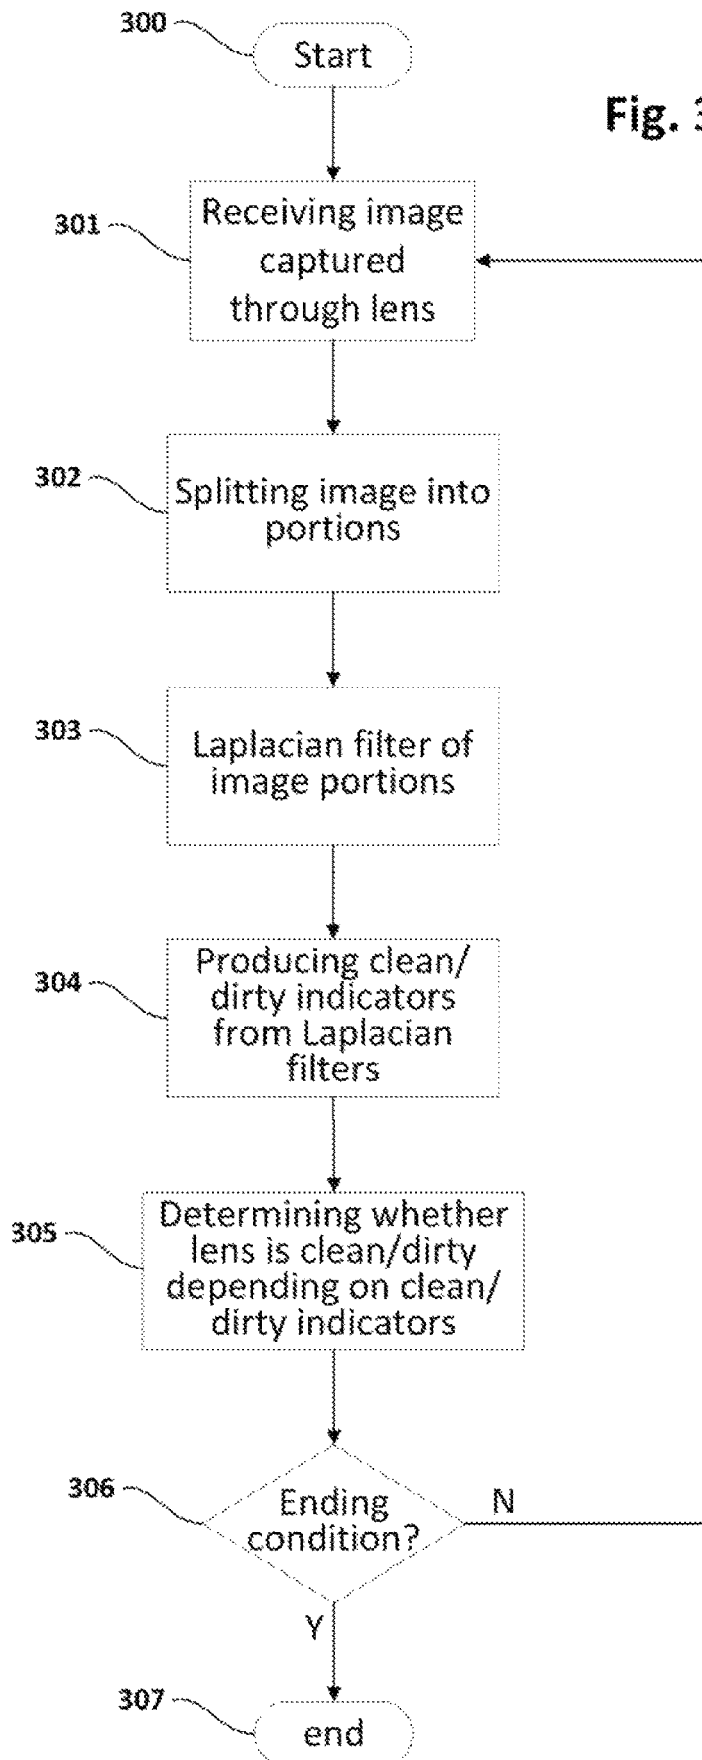 300
Start
Fig. 3
301
Receiving image
captured
through lens
302
Splitting image into
portions
303
Laplacian filter of
image portions
304
Producing clean/
dirty indicators
from Laplacian
filters
305
Determining whether
lens is clean/dirty
depending on clean/
dirty indicators
306
Ending
condition?
N
Y
307
end